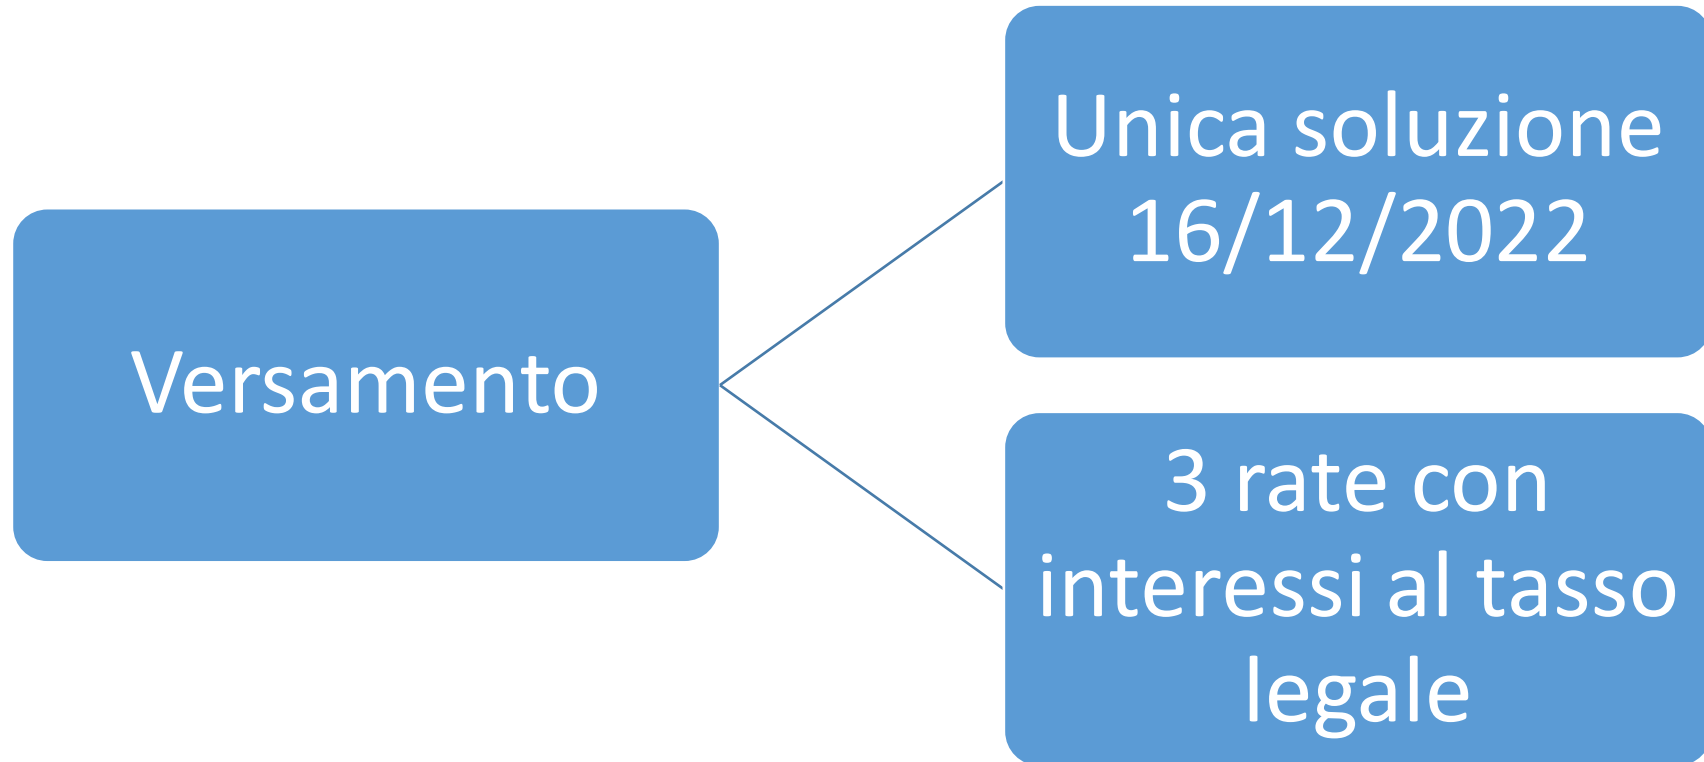 Versamento
Unica soluzione
16/12/2022
3 rate con
interessi al tasso
legale